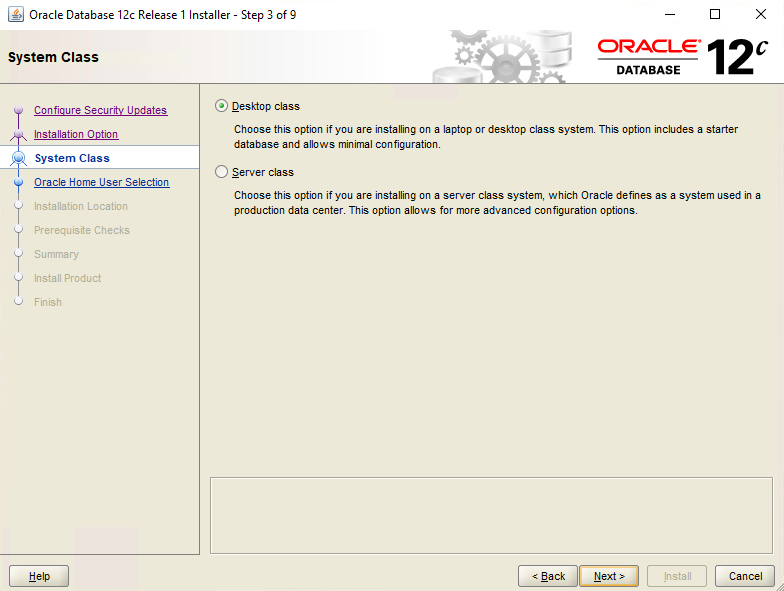 Oracle Database 12c Release 1 Installer - Step 3 of 9
System Class
ORACLE®
DATABASE
12c
Configure Security Updates
Installation Option
System Class
Oracle Home User Selection
Installation Location
Prerequisite Checks
Summary
Install Product
Finish
Desktop class
Choose this option if you are installing on a laptop or desktop class system. This option includes a starter
database and allows minimal configuration.
Server class
Choose this option if you are installing on a server class system, which Oracle defines as a system used in a
production data center. This option allows for more advanced configuration options.
Help
< Back
Next >
Install
Cancel